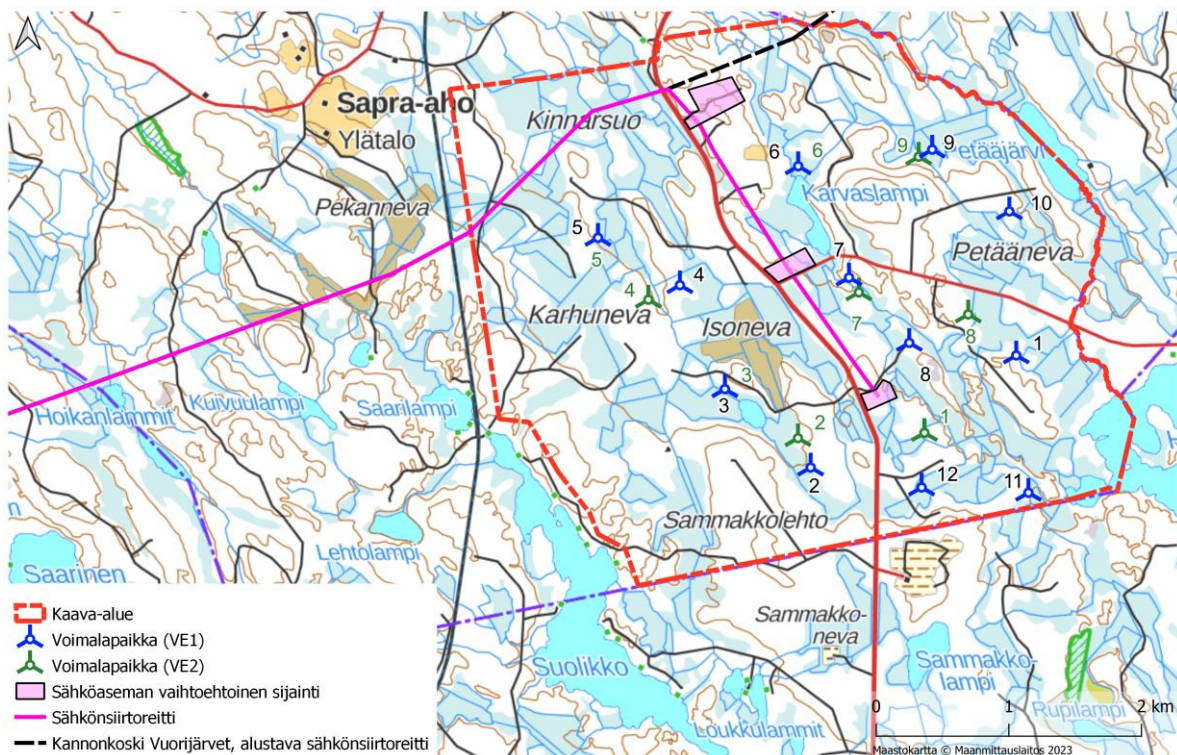 Sapra-aho
Ylätalo
Kinnarsuo
Pekanneva
Petääjärvi
Karvaslampi
Petääneva
Karhuneva
Isoneva
Hoikanlammit
Kuivuulampi
Saarilampi
Sammakkolehto
Lehtolampi
Saarinen
Sammakko-
neva
Suolikko
Sammakko-
lampi
Loukkulammit
Rupilampi
6
6
9
9
10
5
5
4
4
7
7
8
8
1
1
3
3
2
2
12
11
H
n
Kaava-alue
Voimalapaikka (VE1)
Voimalapaikka (VE2)
Sähköaseman vaihtoehtoinen sijainti
Sähkönsiirtoreitti
Kannonkoski Vuorijärvet, alustava sähkönsiirtoreitti
0 1 2 km
Maastokartta © Maanmittauslaitos 2023